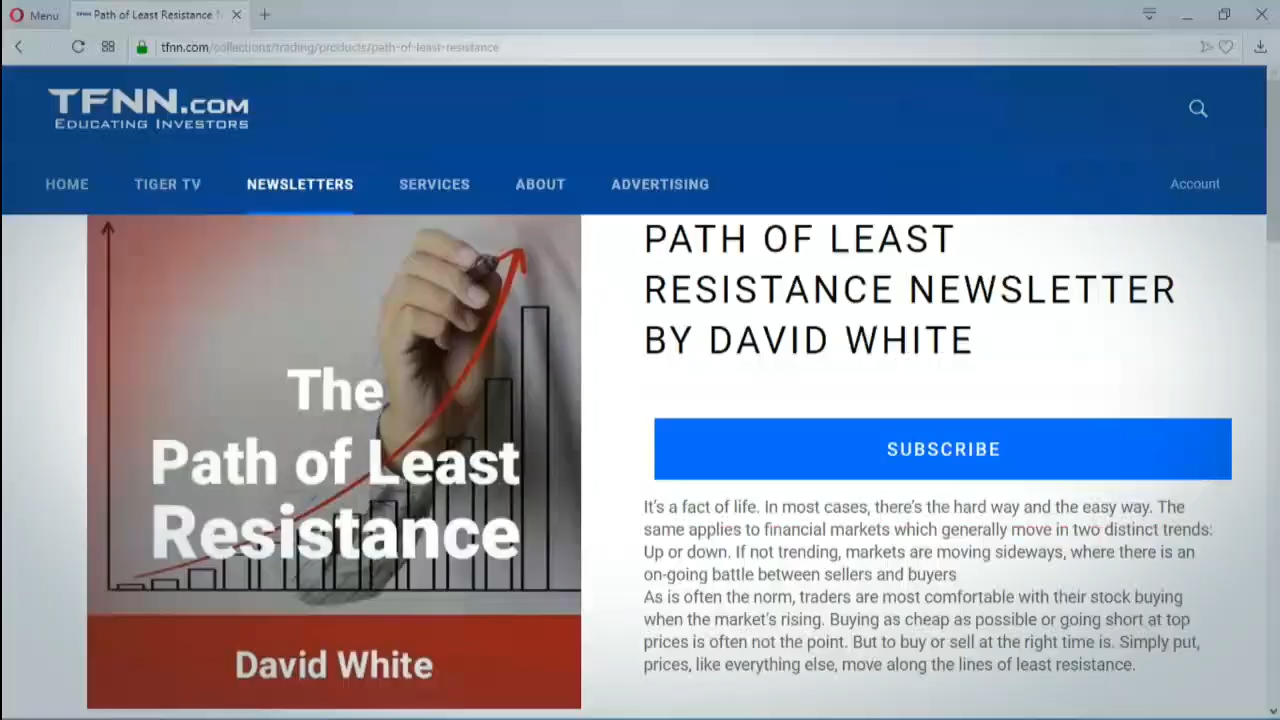 Menu
Path of Least Resistance
tfnn.com/collections/trading/products/path-of-least-resistance
TFNN.COM
EDUCATING INVESTORS
HOME
TIGER TV
NEWSLETTERS
SERVICES
ABOUT
ADVERTISING
Account
The
Path of Least
Resistance
David White
PATH OF LEAST
RESISTANCE NEWSLETTER
BY DAVID WHITE
SUBSCRIBE
It's a fact of life. In most cases, there's the hard way and the easy way. The
same applies to financial markets which generally move in two distinct trends:
Up or down. If not trending, markets are moving sideways, where there is an
on-going battle between sellers and buyers
As is often the norm, traders are most comfortable with their stock buying
when the market's rising. Buying as cheap as possible or going short at top
prices is often not the point. But to buy or sell at the right time is. Simply put,
prices, like everything else, move along the lines of least resistance.